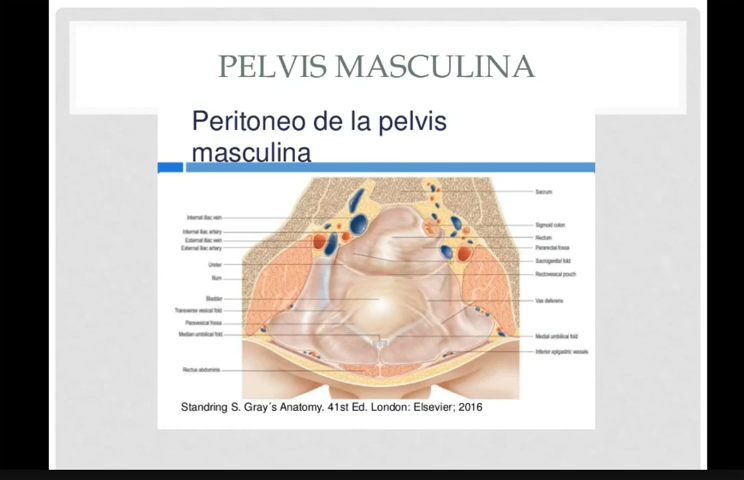 PELVIS MASCULINA
Peritoneo de la pelvis
masculina
Internal iliac vein
Internal iliac artery
External iliac vein
External iliac artery
Ureter
Ilium
Bladder
Transverse vesical fold
Paravesical fossa
Median umbilical fold
Rectus abdominis
Sacrum
Sigmoid colon
Rectum
Pararectal fossa
Sacrogenital fold
Rectovesical pouch
Vas deferens
Medial umbilical fold
Inferior epigastric vessels
Standring S. Gray´s Anatomy. 41st Ed. London: Elsevier; 2016